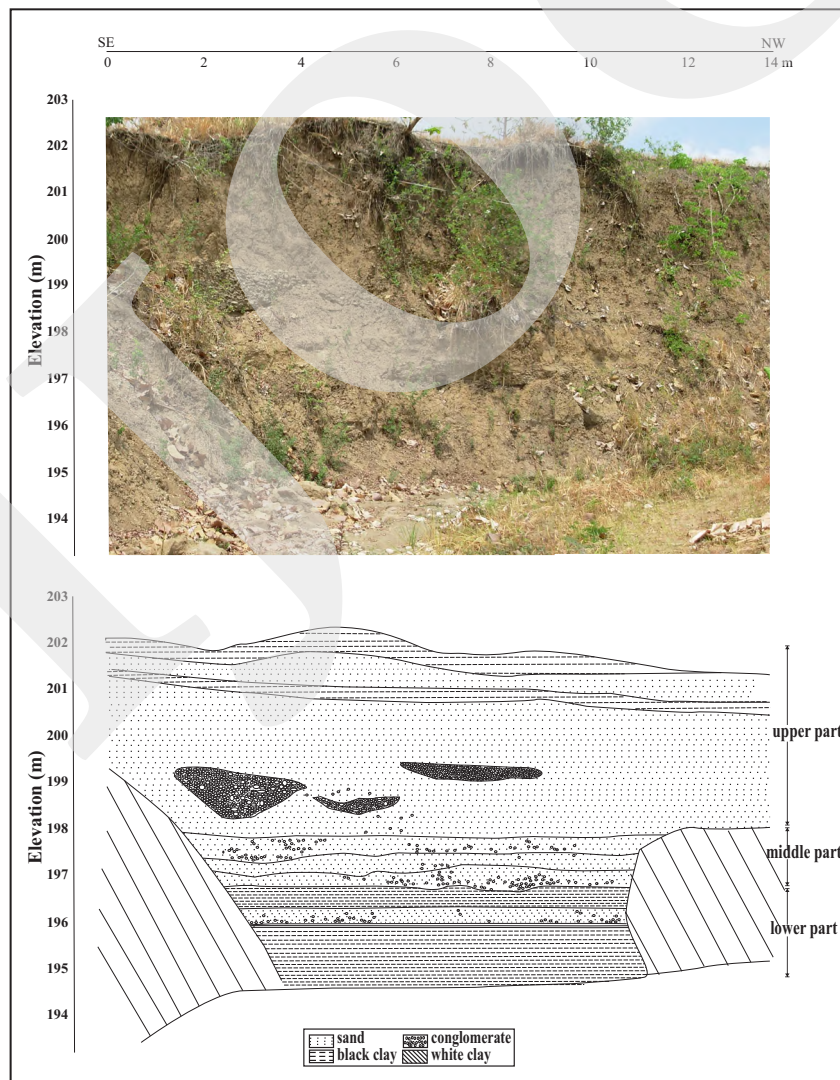 SE NW
0 2 4 6 8 10 12 14 m
203
202
201
200
199
198
197
196
195
194
Elevation (m)
203
202
201
200
199
198
197
196
195
194
Elevation (m)
upper part
middle part
lower part
sand conglomerate
black clay white clay